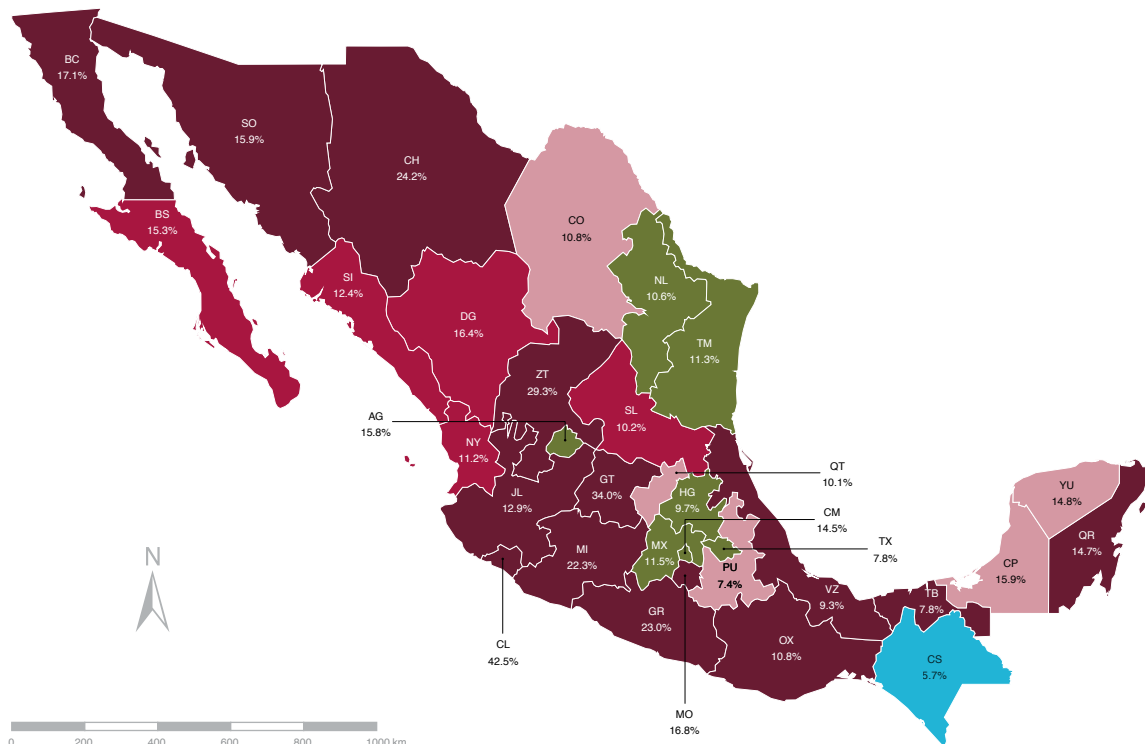 BC
17.1%
SO
15.9%
CH
24.2%
BS
15.3%
CO
10.8%
SI
12.4%
NL
10.6%
DG
16.4%
TM
11.3%
ZT
29.3%
AG
15.8%
SL
10.2%
NY
11.2%
QT
10.1%
GT
34.0%
JL
12.9%
HG
9.7%
CM
14.5%
YU
14.8%
TX
7.8%
MX
11.5%
MI
22.3%
PU
7.4%
QR
14.7%
CP
15.9%
VZ
9.3%
TB
7.8%
GR
23.0%
OX
10.8%
CS
5.7%
CL
42.5%
MO
16.8%
N
0 200 400 600 800 1000 km